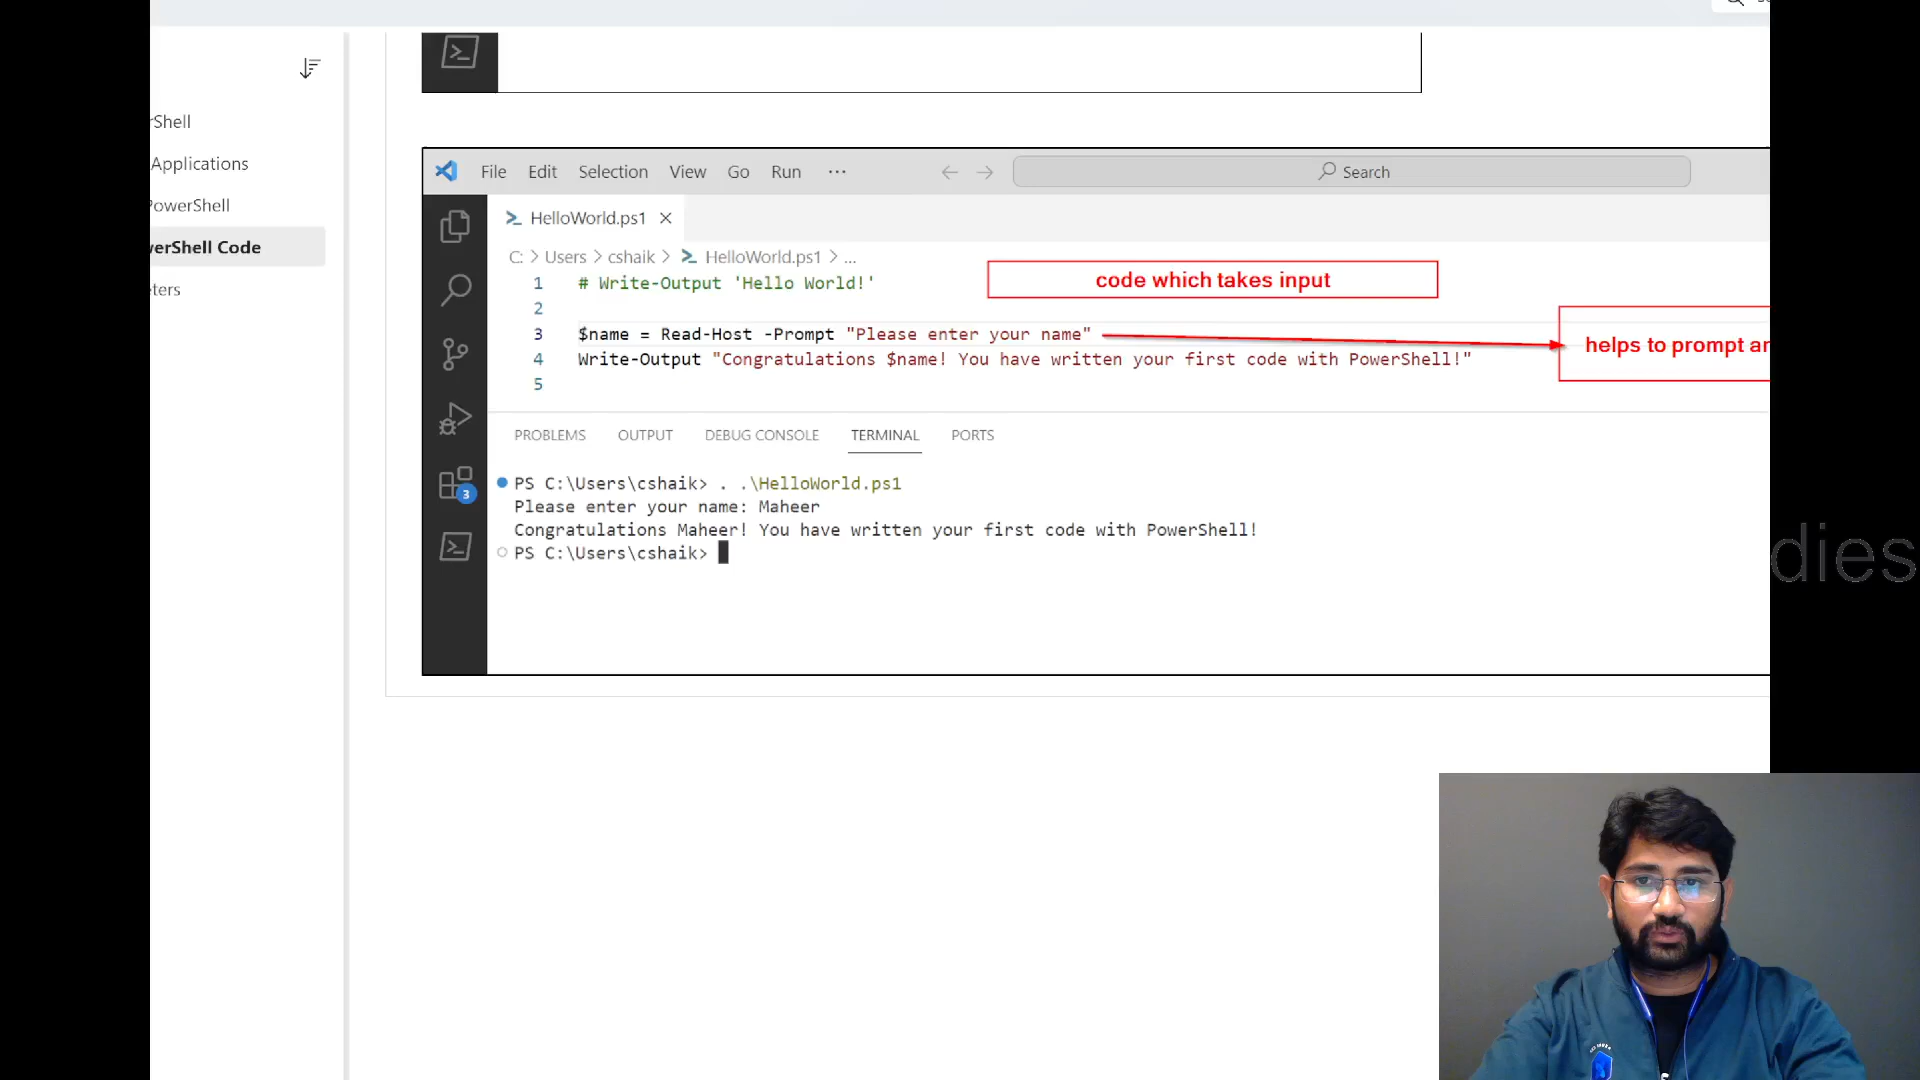 Shell
Applications
PowerShell
werShell Code
ters
File Edit Selection View Go Run ... Search
HelloWorld.ps1
C: > Users > cshaik > HelloWorld.ps1 > ...
1 # Write-Output 'Hello World!'
code which takes input
2
3 $name = Read-Host -Prompt "Please enter your name"
helps to prompt an
4 Write-Output "Congratulations $name! You have written your first code with PowerShell!"
5
PROBLEMS OUTPUT DEBUG CONSOLE TERMINAL PORTS
PS C:\Users\cshaik> . .\HelloWorld.ps1
Please enter your name: Maheer
3
Congratulations Maheer! You have written your first code with PowerShell!
PS C:\Users\cshaik>
dies